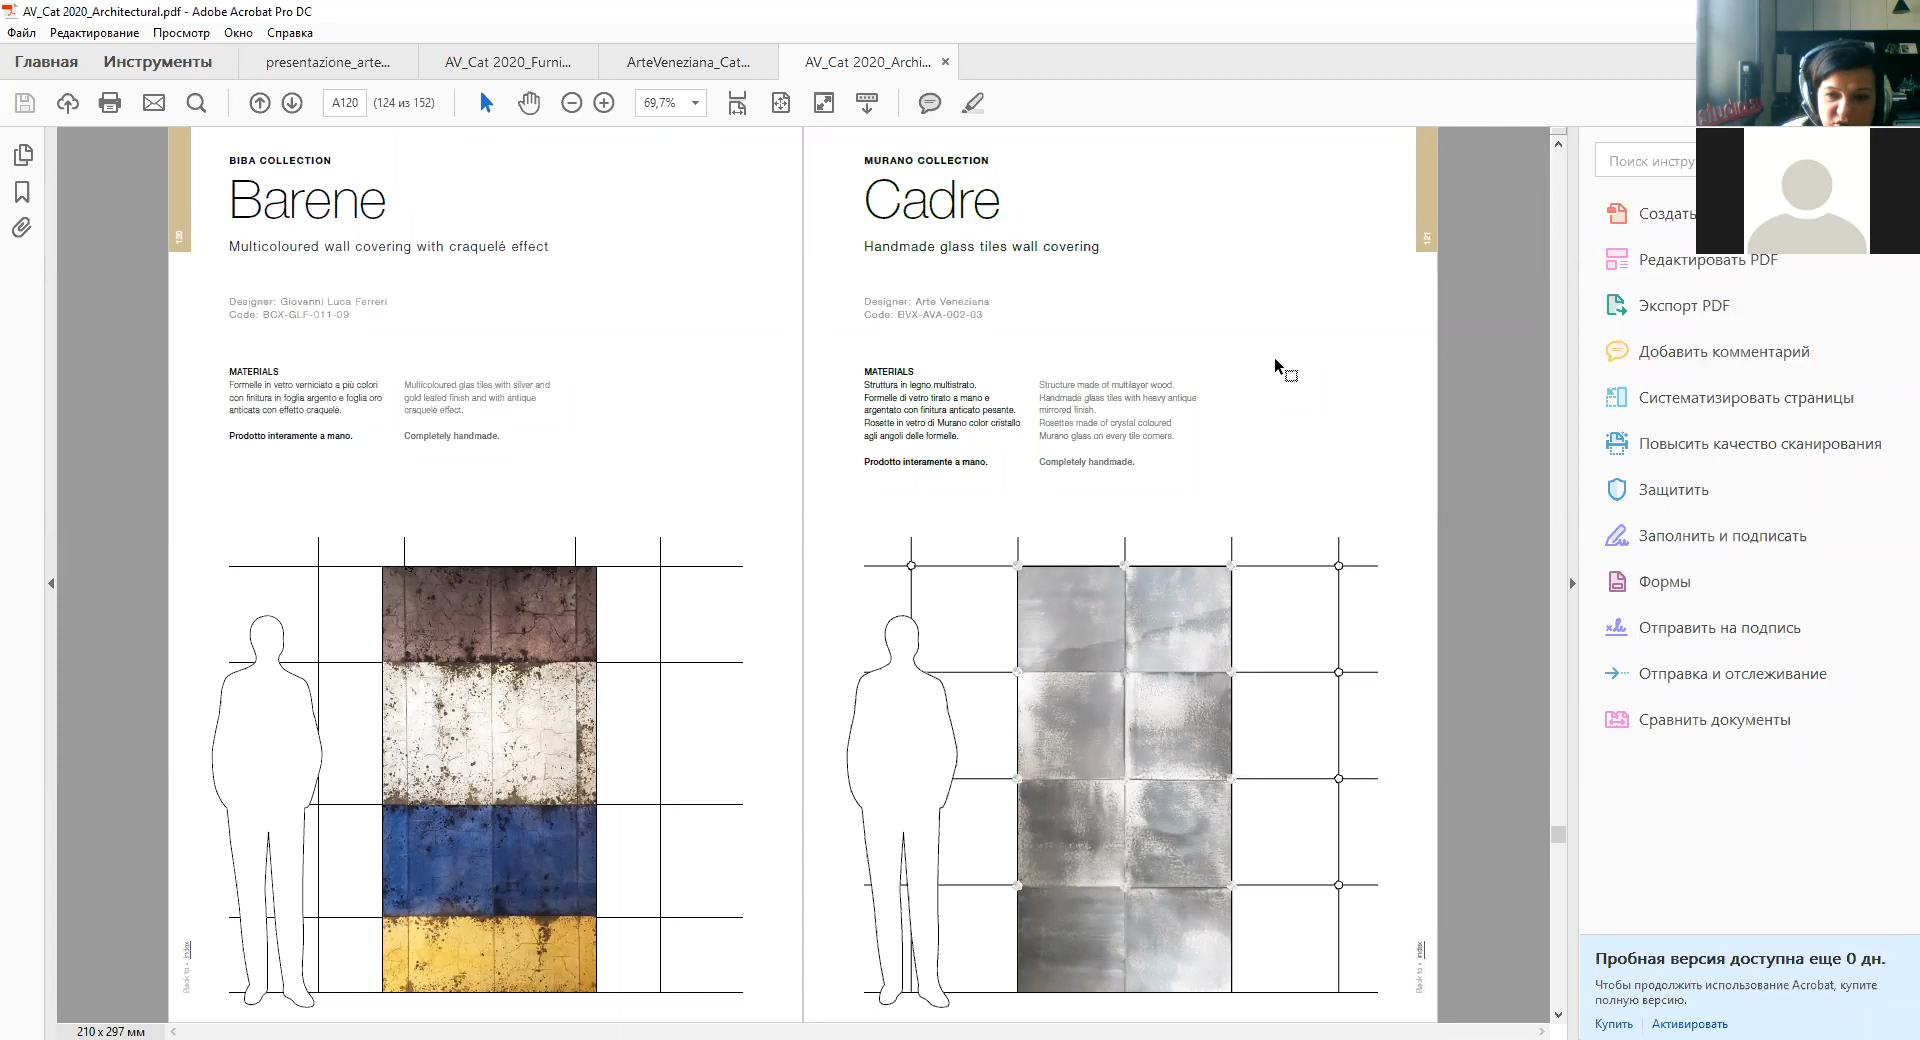 AV_Cat 2020_Architectural.pdf - Adobe Acrobat Pro DC
Файл Редактирование Просмотр Окно Справка
Главная Инструменты presentazione_arte... AV_Cat 2020_Furni... ArteVeneziana_Cat... AV_Cat 2020_Archi... ×
A120 (124 из 152) 69,7%
BIBA COLLECTION
Barene
Multicoloured wall covering with craquelé effect
120
Designer: Giovanni Luca Ferreri
Code: BCX-GLF-011-09
MATERIALS
Formelle in vetro verniciato a più colori
con finitura in foglia argento e foglia oro
anticata con effetto craquelé.
Prodotto interamente a mano.
Multicoloured glas tiles with silver and
gold leafed finish and with antique
craquelé effect.
Completely handmade.
Back to • Index
MURANO COLLECTION
Cadre
Handmade glass tiles wall covering
121
Designer: Arte Veneziana
Code: BVX-AVA-002-03
MATERIALS
Struttura in legno multistrato.
Formelle di vetro tirato a mano e
argentato con finitura anticato pesante.
Rosette in vetro di Murano color cristallo
agli angoli delle formelle.
Prodotto interamente a mano.
Structure made of multilayer wood.
Handmade glass tiles with heavy antique
mirrored finish.
Rosettes made of crystal coloured
Murano glass on every tile corners.
Completely handmade.
Back to • Index
210 x 297 мм
Поиск инстру
Создать
Редактировать PDF
Экспорт PDF
Добавить комментарий
Систематизировать страницы
Повысить качество сканирования
Защитить
Заполнить и подписать
Формы
Отправить на подпись
Отправка и отслеживание
Сравнить документы
Пробная версия доступна еще 0 дн.
Чтобы продолжить использование Acrobat, купите
полную версию.
Купить Активировать